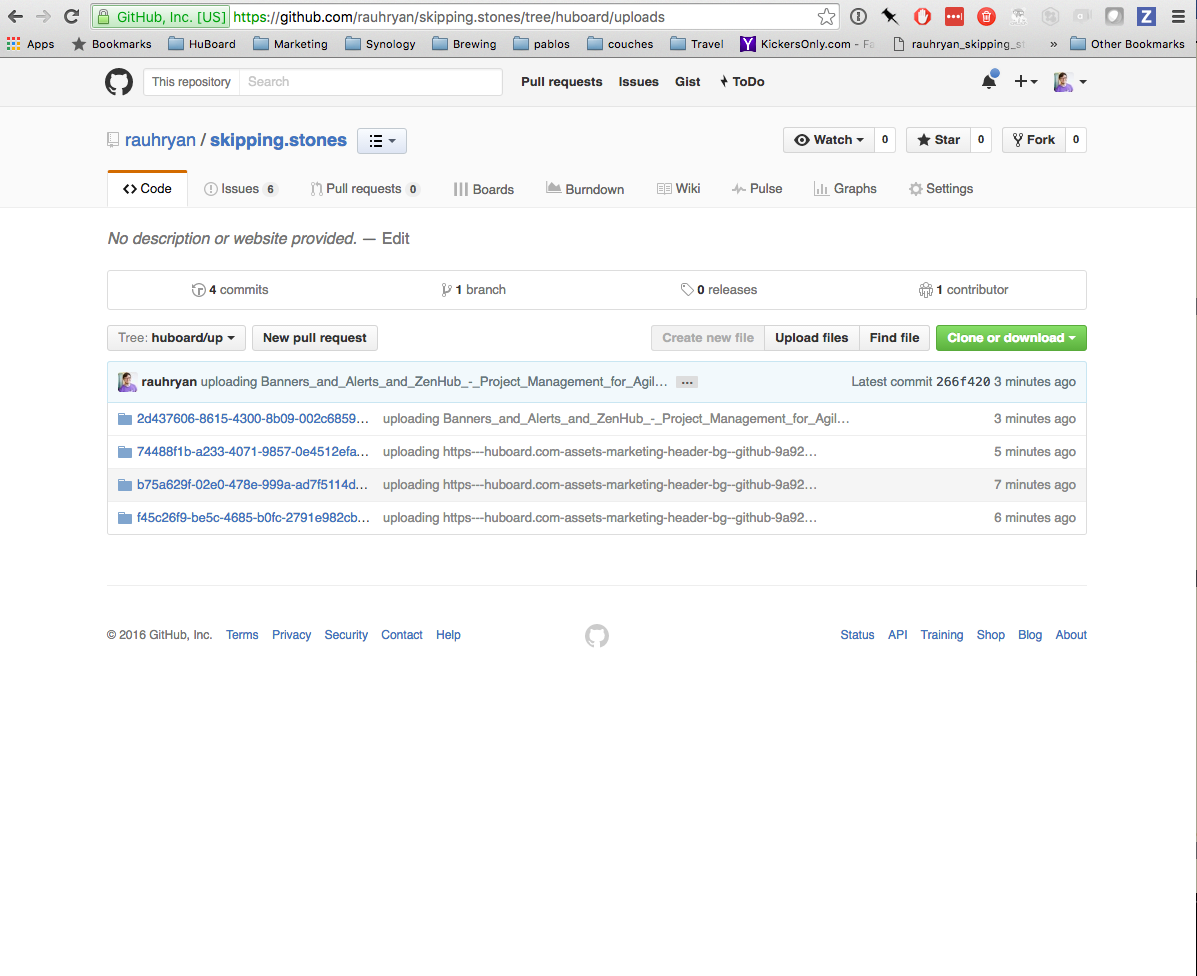 GitHub, Inc. [US] https://github.com/rauhryan/skipping.stones/tree/huboard/uploads
Apps Bookmarks HuBoard Marketing Synology Brewing pablos couches Travel KickersOnly.com - Fa rauhryan_skipping_st » Other Bookmarks
This repository Search Pull requests Issues Gist ToDo
rauhryan / skipping.stones Watch 0 Star 0 Fork 0
Code Issues 6 Pull requests 0 Boards Burndown Wiki Pulse Graphs Settings
No description or website provided. — Edit
4 commits 1 branch 0 releases 1 contributor
Tree: huboard/up New pull request Create new file Upload files Find file Clone or download
rauhryan uploading Banners_and_Alerts_and_ZenHub_-_Project_Management_for_Agil… … Latest commit 266f420 3 minutes ago
2d437606-8615-4300-8b09-002c6859… uploading Banners_and_Alerts_and_ZenHub_-_Project_Management_for_Agil… 3 minutes ago
74488f1b-a233-4071-9857-0e4512efa… uploading https---huboard.com-assets-marketing-header-bg--github-9a92… 5 minutes ago
b75a629f-02e0-478e-999a-ad7f5114d… uploading https---huboard.com-assets-marketing-header-bg--github-9a92… 7 minutes ago
f45c26f9-be5c-4685-b0fc-2791e982cb… uploading https---huboard.com-assets-marketing-header-bg--github-9a92… 6 minutes ago
© 2016 GitHub, Inc. Terms Privacy Security Contact Help Status API Training Shop Blog About